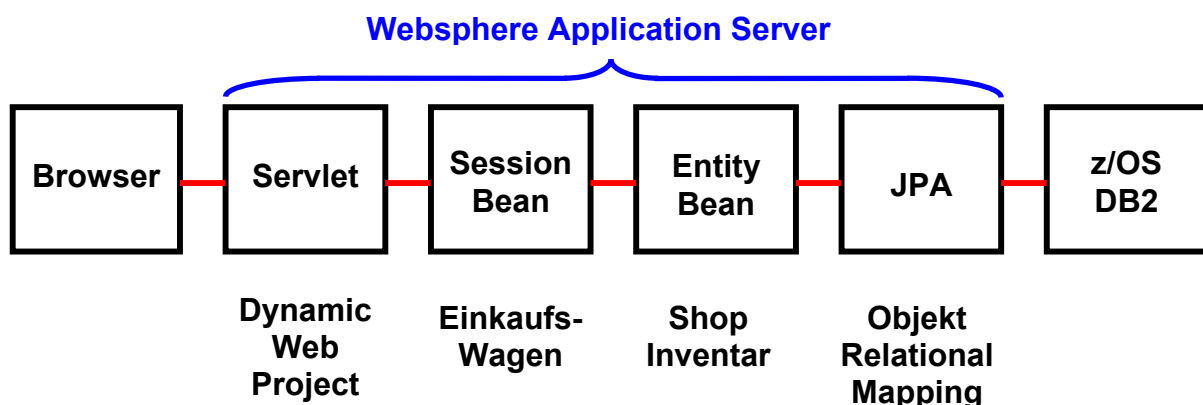 Websphere Application Server
Browser
Servlet
Session
Bean
Entity
Bean
JPA
z/OS
DB2
Dynamic
Web
Project
Einkaufs-
Wagen
Shop
Inventar
Objekt
Relational
Mapping